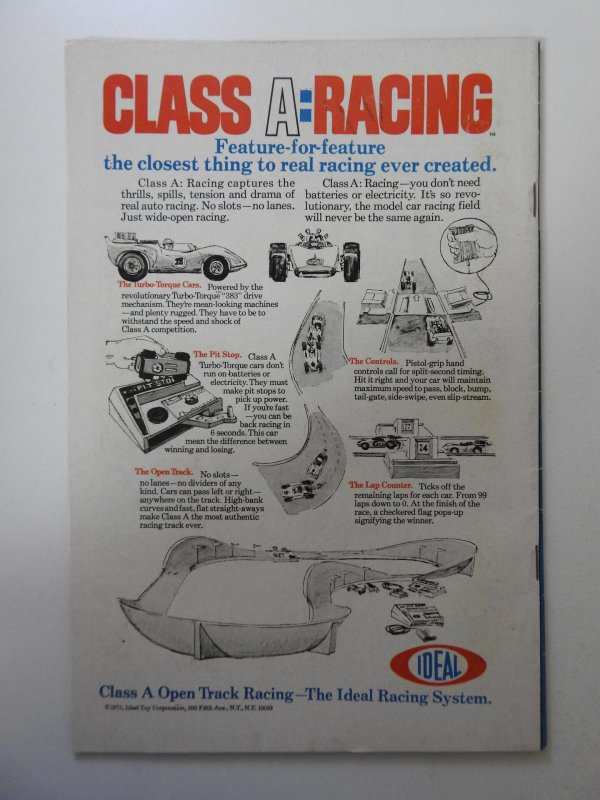 CLASS A:RACING
TM
Feature-for-feature
the closest thing to real racing ever created.
Class A: Racing captures the
thrills, spills, tension and drama of
real auto racing. No slots—no lanes.
Just wide-open racing.
Class A: Racing—you don't need
batteries or electricity. It's so revo-
lutionary, the model car racing field
will never be the same again.
The Turbo-Torque Cars. Powered by the
revolutionary Turbo-Torque "383" drive
mechanism. They're mean-looking machines
—and plenty rugged. They have to be to
withstand the speed and shock of
Class A competition.
The Pit Stop. Class A
Turbo-Torque cars don't
run on batteries or
electricity. They must
make pit stops to
pick up power.
If you're fast
—you can be
back racing in
6 seconds. This can
mean the difference between
winning and losing.
PIT STOP
The Controls. Pistol-grip hand
controls call for split-second timing.
Hit it right and your car will maintain
maximum speed to pass, block, bump,
tail-gate, side-swipe, even slip-stream.
The Open Track. No slots—
no lanes—no dividers of any
kind. Cars can pass left or right—
anywhere on the track. High-bank
curves and fast, flat straight-aways
make Class A the most authentic
racing track ever.
24
The Lap Counter. Ticks off the
remaining laps for each car. From 99
laps down to 0. At the finish of the
race, a checkered flag pops-up
signifying the winner.
IDEAL
Class A Open Track Racing—The Ideal Racing System.
Ideal Toy Corporation, 200 Fifth Ave., N.Y., N.Y. 10010